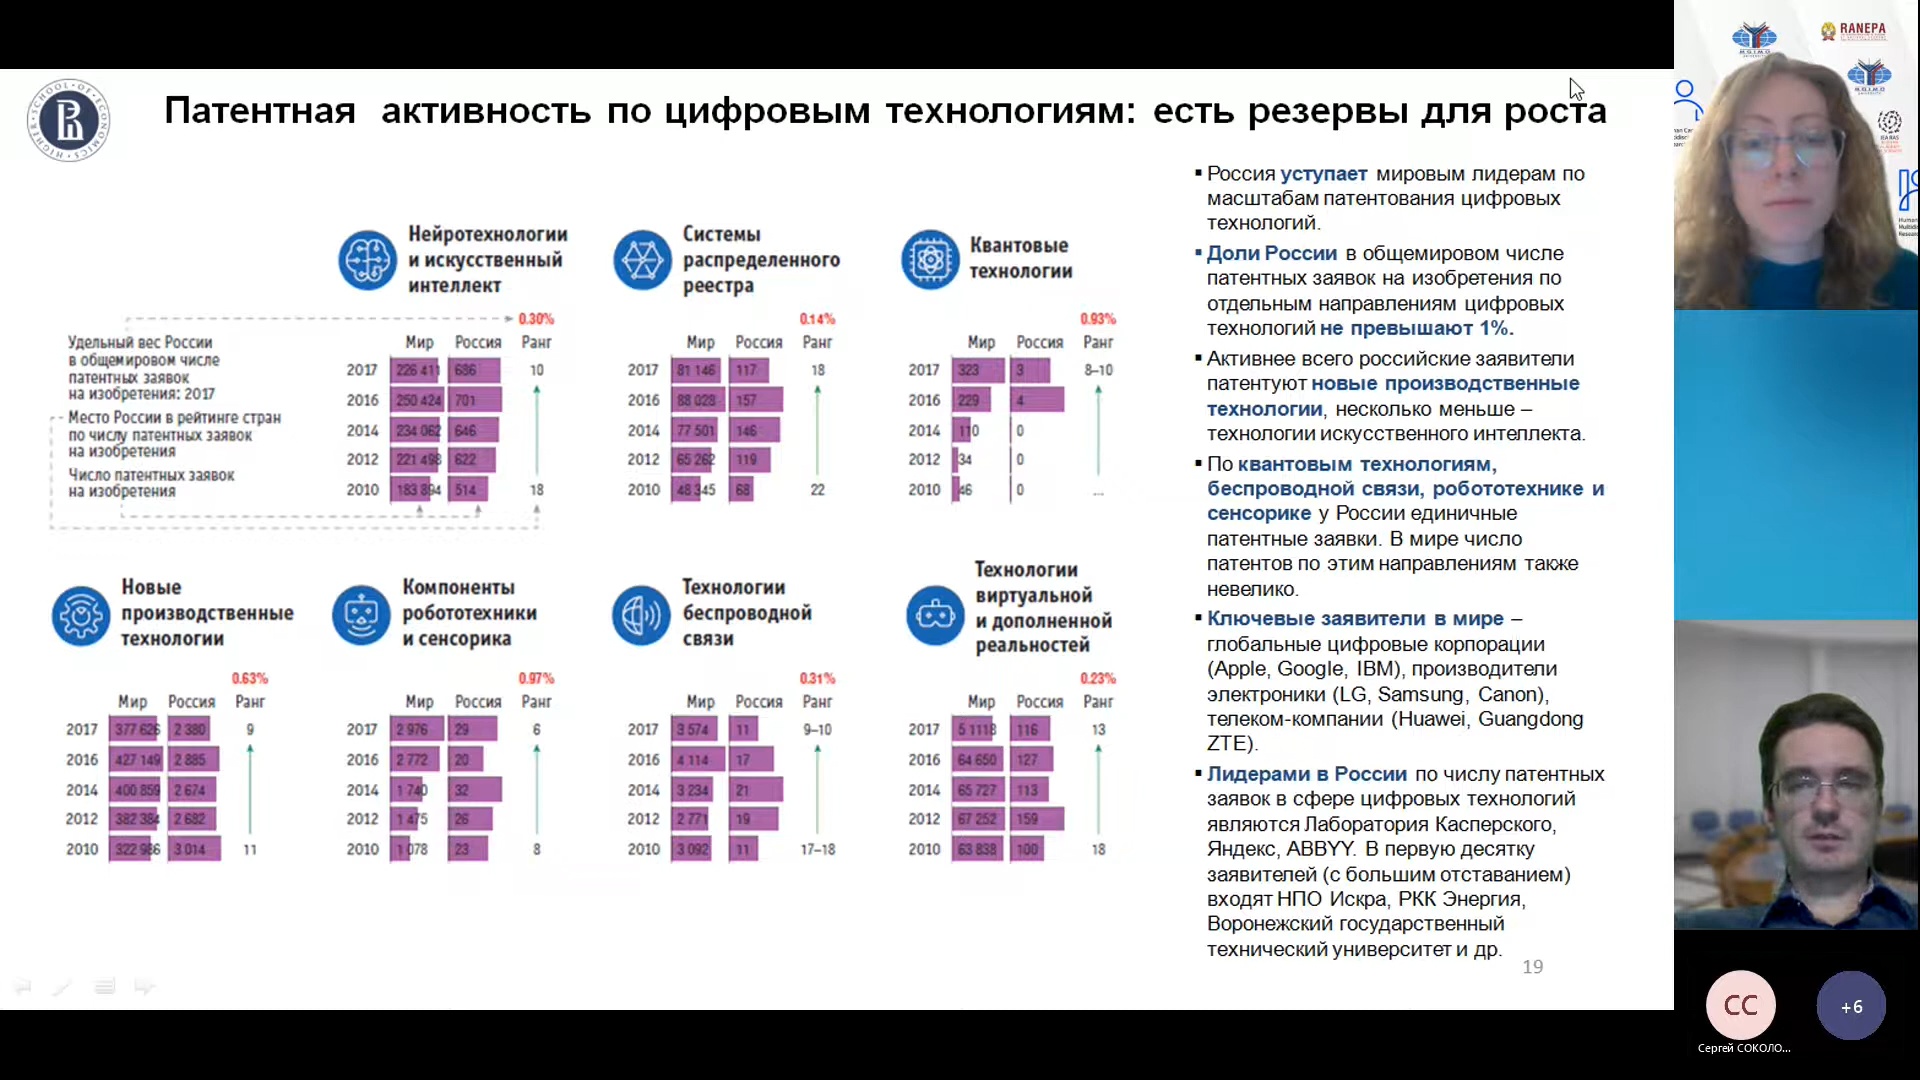 Патентная активность по цифровым технологиям: есть резервы для роста
HIGHER SCHOOL OF ECONOMICS
Нейротехнологии
и искусственный
интеллект
0.30%
Мир Россия Ранг
2017 226 411 686 10
2016 250 424 701
2014 234 062 646
2012 221 498 622
2010 183 894 514 18
Удельный вес России
в общемировом числе
патентных заявок
на изобретения: 2017
Место России в рейтинге стран
по числу патентных заявок
на изобретения
Число патентных заявок
на изобретения
Системы
распределенного
реестра
0.14%
Мир Россия Ранг
2017 81 146 117 18
2016 88 028 157
2014 77 501 146
2012 65 262 119
2010 48 345 68 22
Квантовые
технологии
0.93%
Мир Россия Ранг
2017 323 3 8–10
2016 229 4
2014 110 0
2012 34 0
2010 46 0 ...
Новые
производственные
технологии
0.63%
Мир Россия Ранг
2017 377 626 2 380 9
2016 427 149 2 885
2014 400 859 2 674
2012 382 384 2 682
2010 322 986 3 014 11
Компоненты
робототехники
и сенсорика
0.97%
Мир Россия Ранг
2017 2 976 29 6
2016 2 772 20
2014 1 740 32
2012 1 475 26
2010 1 078 23 8
Технологии
беспроводной
связи
0.31%
Мир Россия Ранг
2017 3 574 11 9–10
2016 4 114 17
2014 3 234 21
2012 2 771 19
2010 3 092 11 17–18
Технологии
виртуальной
и дополненной
реальностей
0.23%
Мир Россия Ранг
2017 5 1118 116 13
2016 64 650 127
2014 65 727 113
2012 67 252 159
2010 63 838 100 18
▪ Россия уступает мировым лидерам по
масштабам патентования цифровых
технологий.
▪ Доли России в общемировом числе
патентных заявок на изобретения по
отдельным направлениям цифровых
технологий не превышают 1%.
▪ Активнее всего российские заявители
патентуют новые производственные
технологии, несколько меньше –
технологии искусственного интеллекта.
▪ По квантовым технологиям,
беспроводной связи, робототехнике и
сенсорике у России единичные
патентные заявки. В мире число
патентов по этим направлениям также
невелико.
▪ Ключевые заявители в мире –
глобальные цифровые корпорации
(Apple, Google, IBM), производители
электроники (LG, Samsung, Canon),
телеком-компании (Huawei, Guangdong
ZTE).
▪ Лидерами в России по числу патентных
заявок в сфере цифровых технологий
являются Лаборатория Касперского,
Яндекс, ABBYY. В первую десятку
заявителей (с большим отставанием)
входят НПО Искра, РКК Энергия,
Воронежский государственный
технический университет и др.
19
RANEPA
CC
+6
Сергей СОКОЛО...